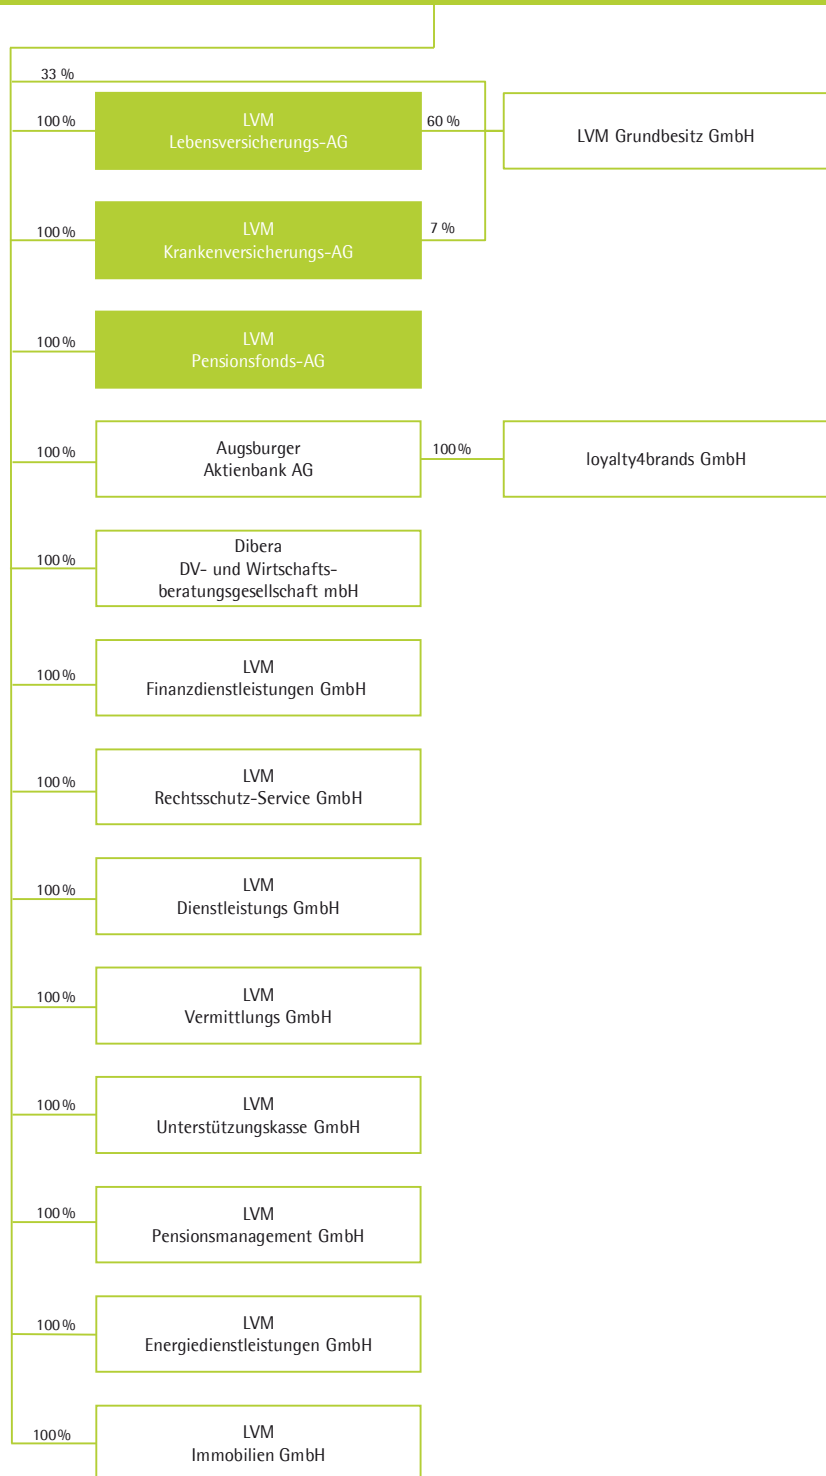 33 %
100 %
LVM
Lebensversicherungs-AG
60 %
LVM Grundbesitz GmbH
100 %
LVM
Krankenversicherungs-AG
7 %
100 %
LVM
Pensionsfonds-AG
100 %
Augsburger
Aktienbank AG
100 %
loyalty4brands GmbH
100 %
Dibera
DV- und Wirtschafts-
beratungsgesellschaft mbH
100 %
LVM
Finanzdienstleistungen GmbH
100 %
LVM
Rechtsschutz-Service GmbH
100 %
LVM
Dienstleistungs GmbH
100 %
LVM
Vermittlungs GmbH
100 %
LVM
Unterstützungskasse GmbH
100 %
LVM
Pensionsmanagement GmbH
100 %
LVM
Energiedienstleistungen GmbH
100 %
LVM
Immobilien GmbH